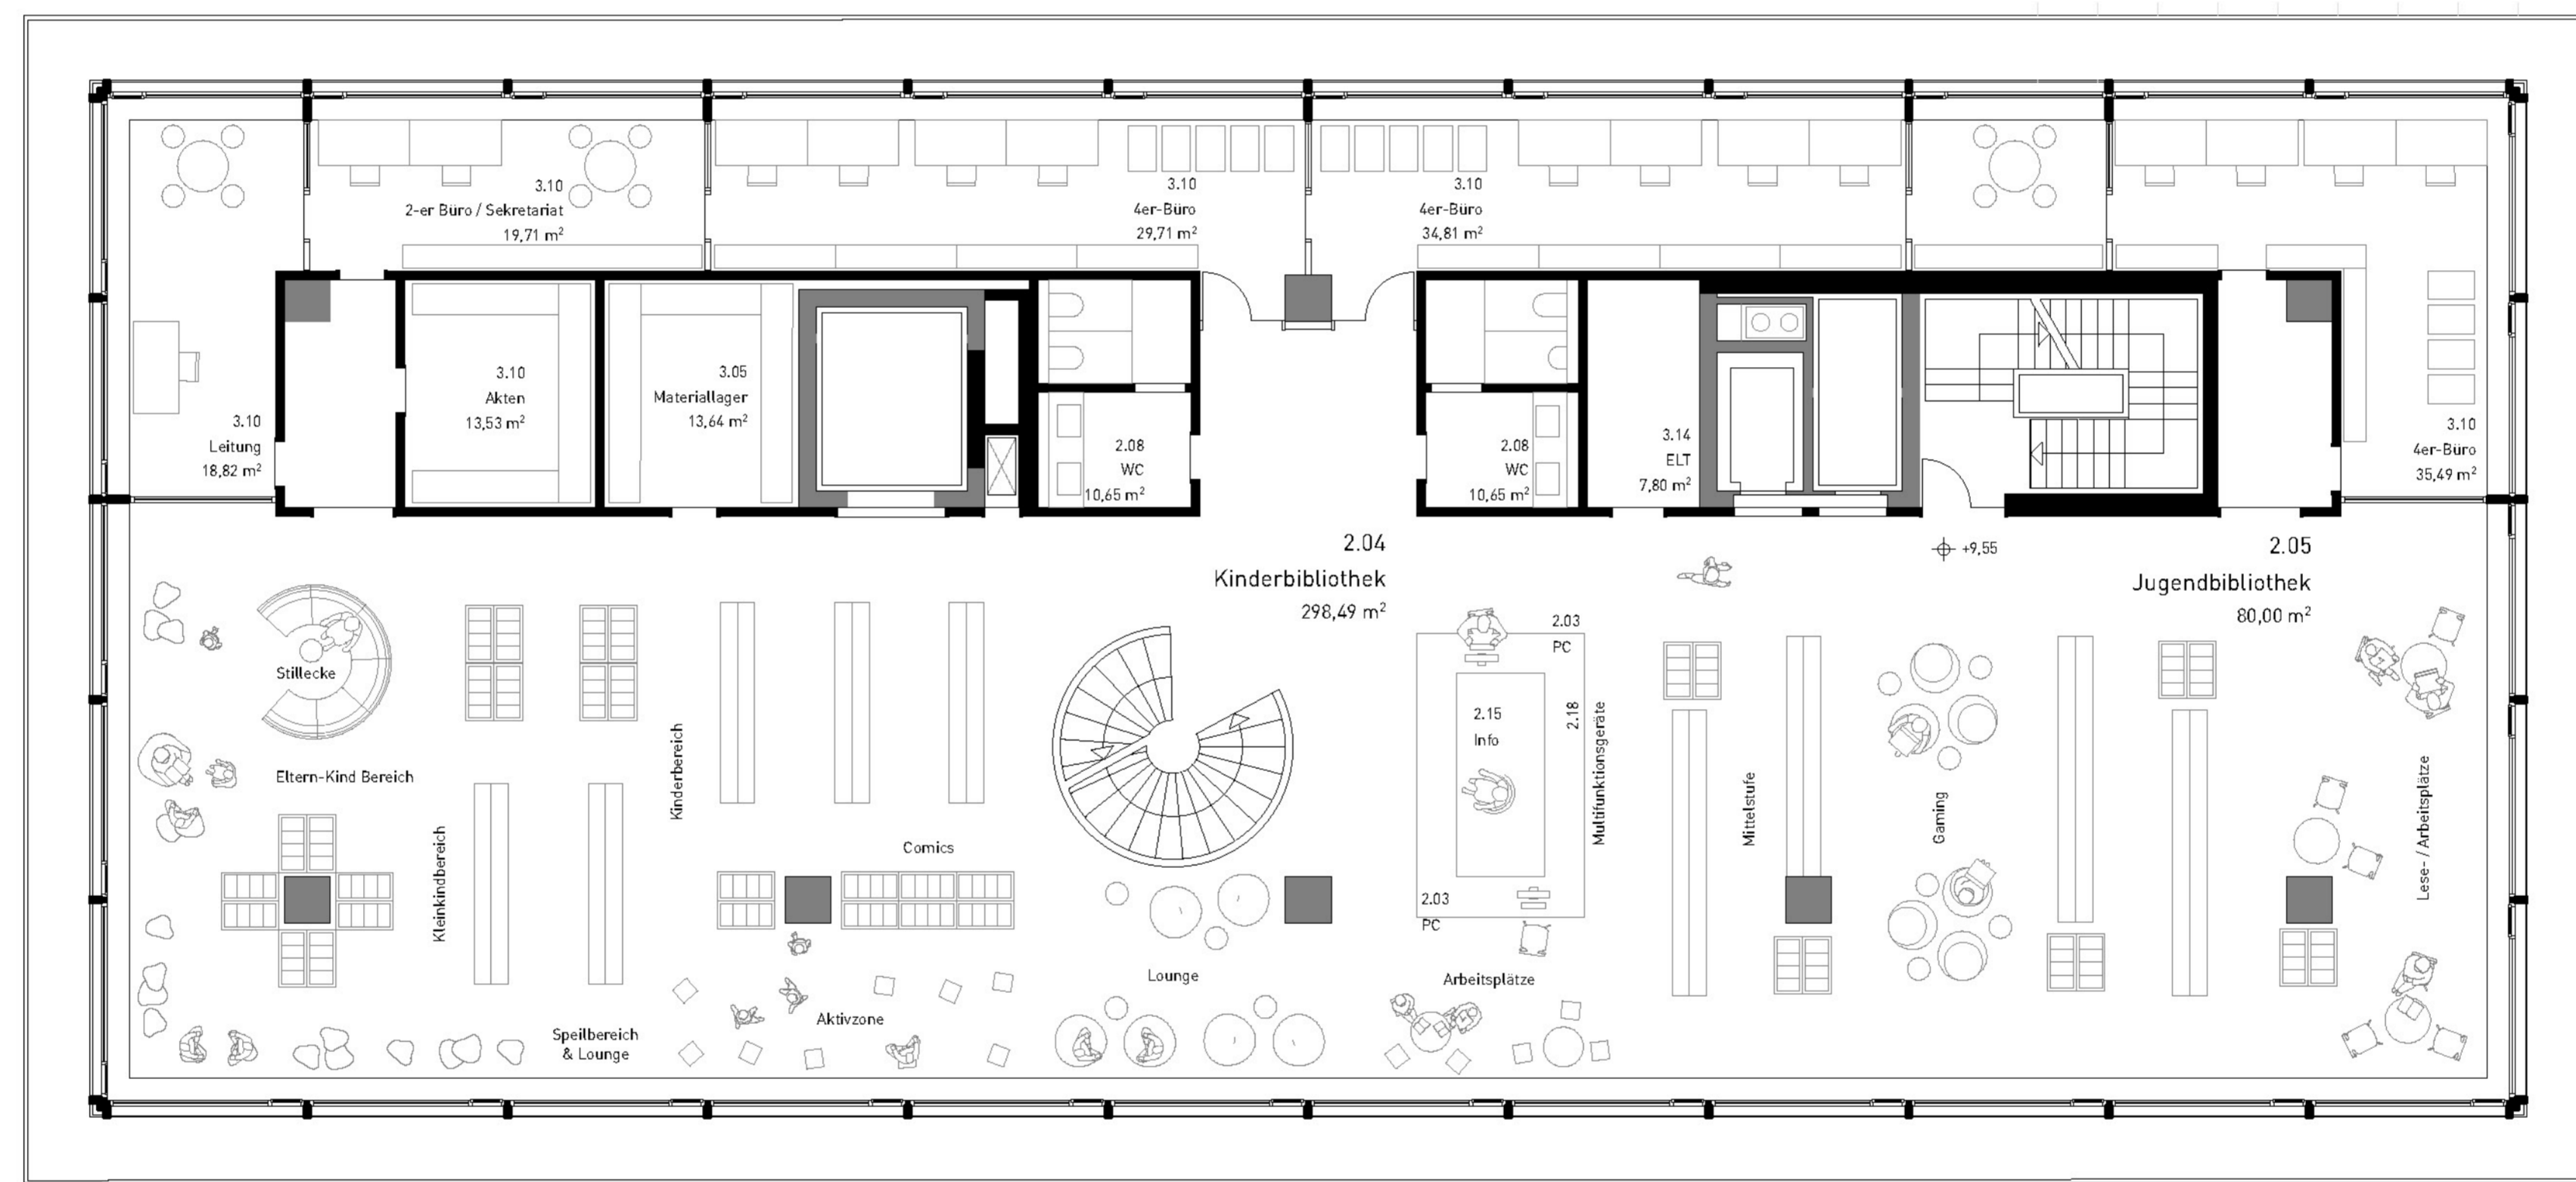 3.10
2-er Büro / Sekretariat
19,71 m²
3.10
4er-Büro
29,71 m²
3.10
4er-Büro
34,81 m²
3.10
Leitung
18,82 m²
3.10
Akten
13,53 m²
3.05
Materiallager
13,64 m²
2.08
WC
10,65 m²
2.08
WC
10,65 m²
3.14
ELT
7,80 m²
3.10
4er-Büro
35,49 m²
2.04
Kinderbibliothek
298,49 m²
+9,55
2.05
Jugendbibliothek
80,00 m²
Stillecke
Eltern-Kind Bereich
Kleinkindbereich
Kinderbereich
Comics
Speilbereich
& Lounge
Aktivzone
Lounge
2.03
PC
2.15
Info
2.18
Multifunktionsgeräte
2.03
PC
Arbeitsplätze
Mittelstufe
Gaming
Lese- / Arbeitsplätze